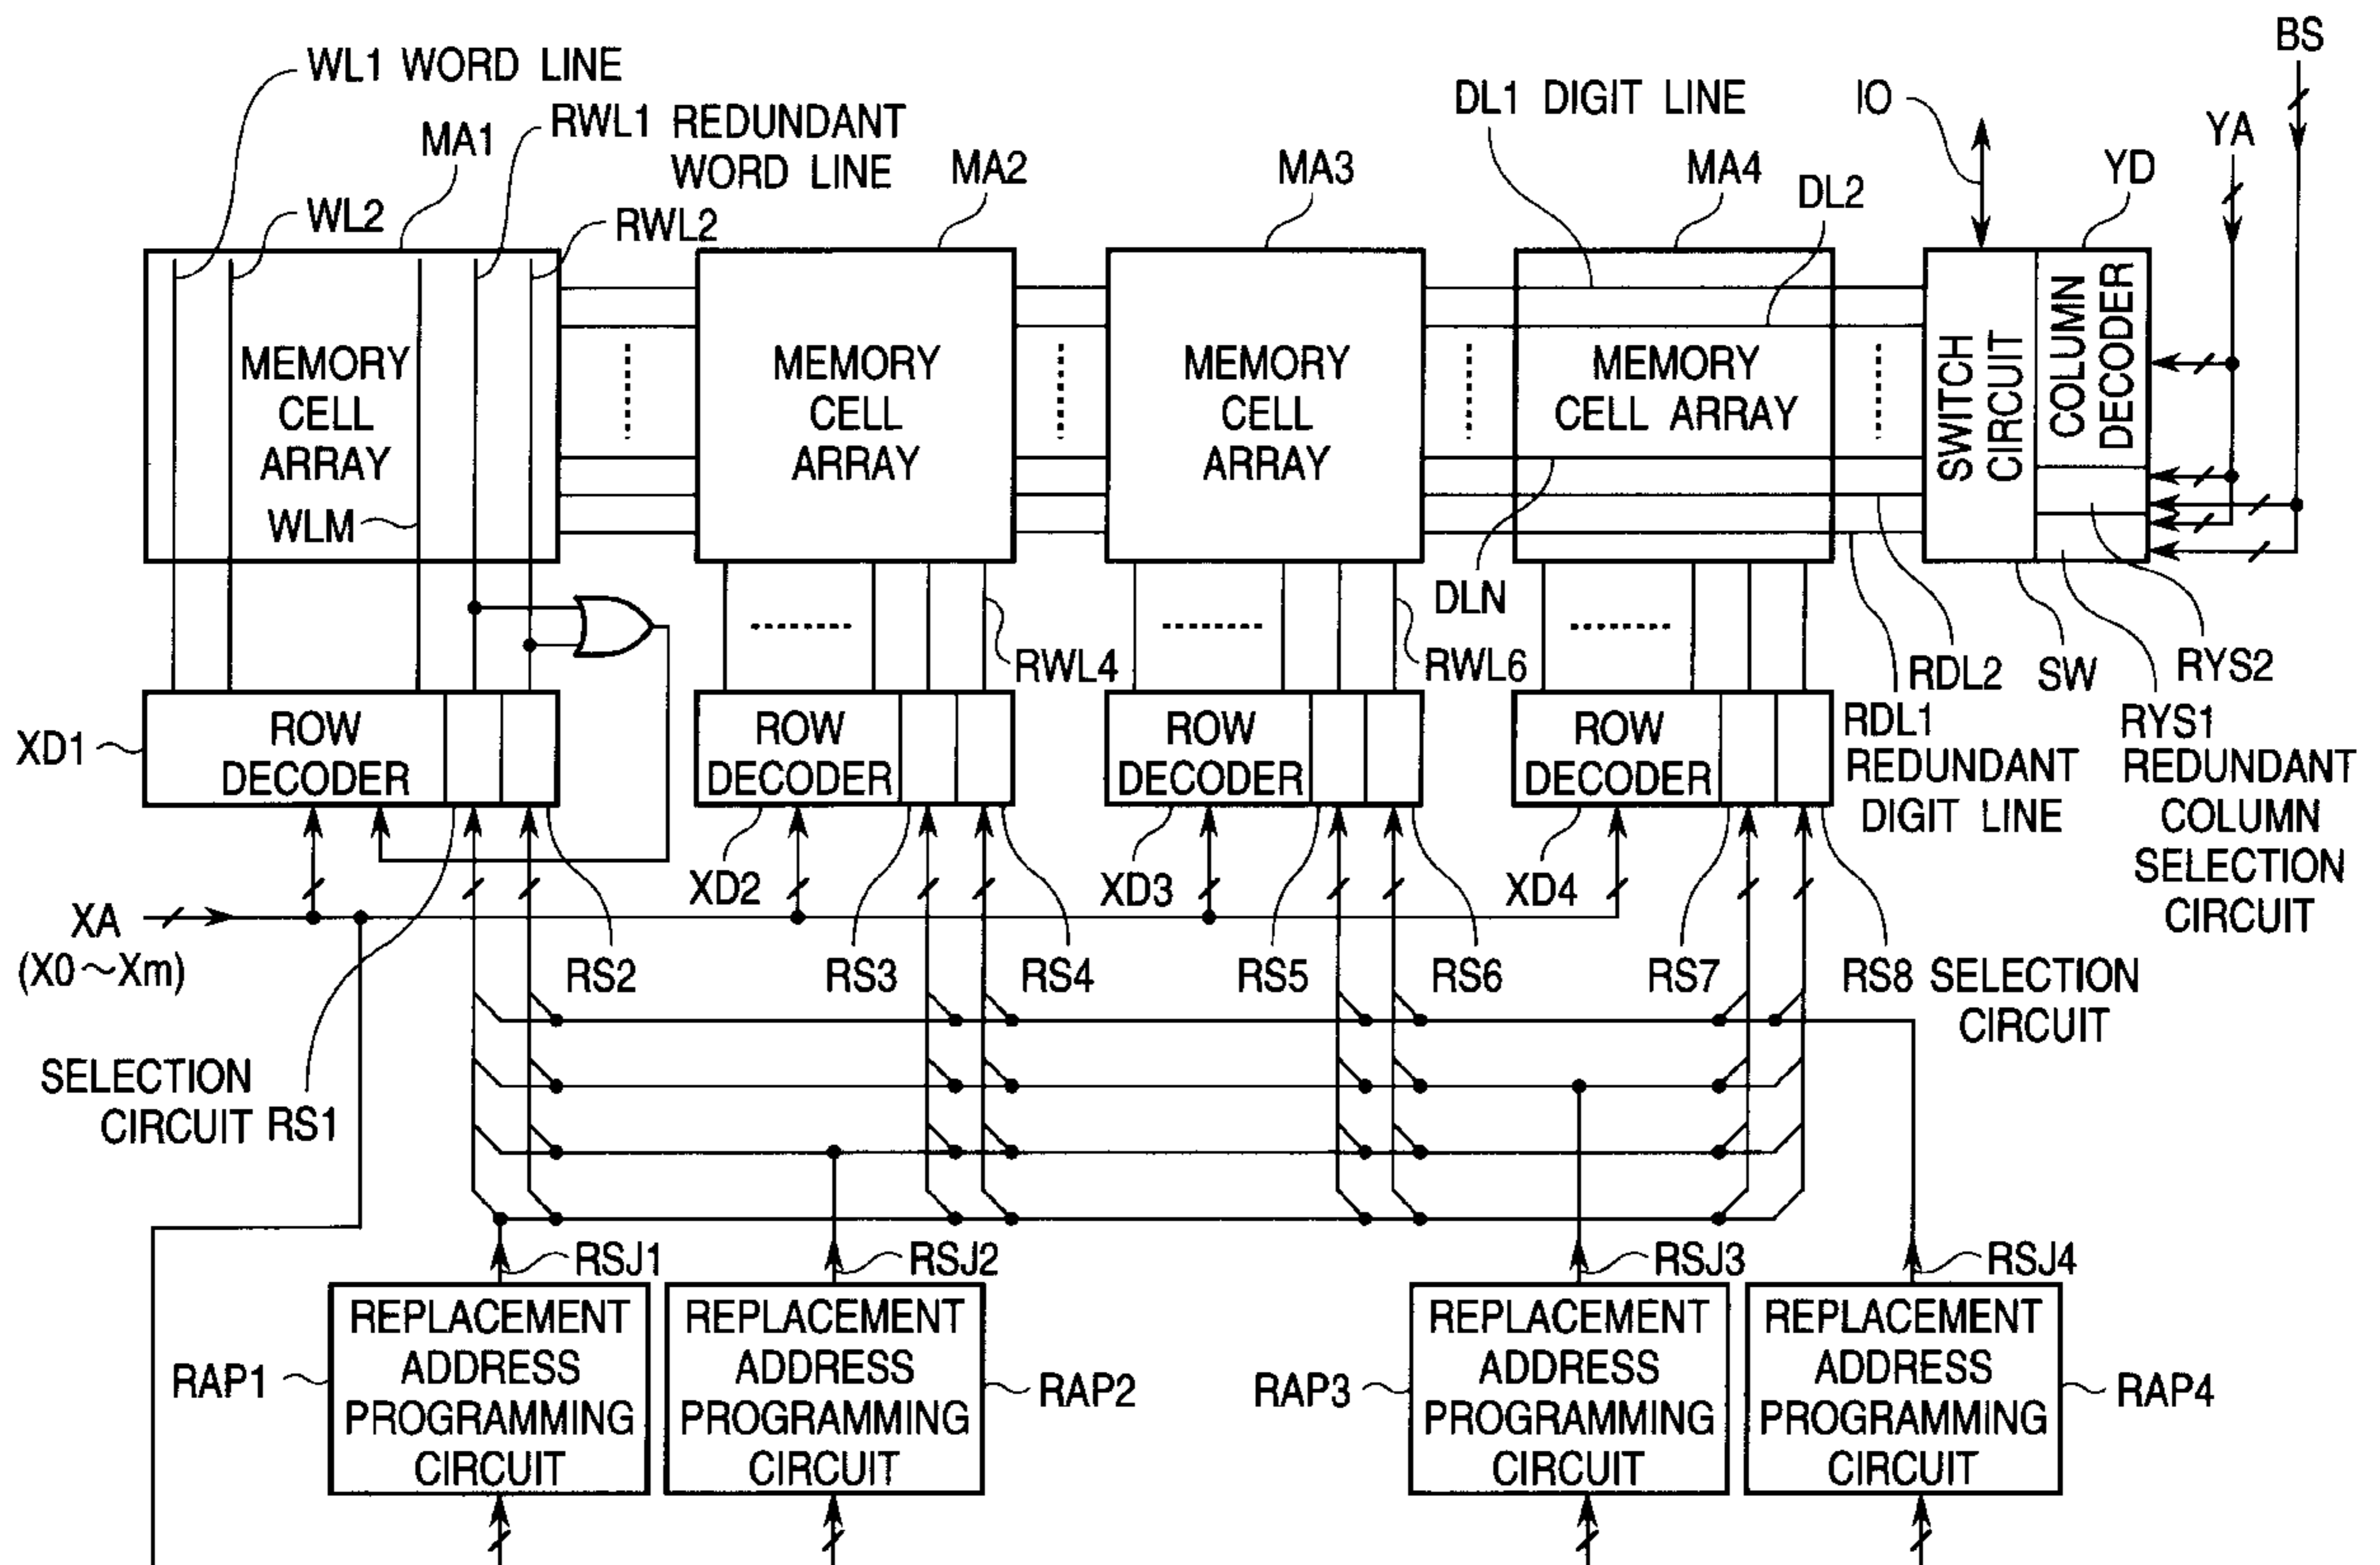 BS
WL1 WORD LINE
RWL1 REDUNDANT
WORD LINE
MA1
DL1 DIGIT LINE
IO
YA
MA2
MA3
MA4
DL2
YD
WL2
RWL2
MEMORY
CELL
ARRAY
WLM
MEMORY
CELL
ARRAY
MEMORY
CELL
ARRAY
MEMORY
CELL ARRAY
SWITCH
CIRCUIT
COLUMN
DECODER
RWL4
RWL6
DLN
RDL2
SW
RYS2
RDL1
REDUNDANT
DIGIT LINE
RYS1
REDUNDANT
COLUMN
SELECTION
CIRCUIT
XD1
ROW
DECODER
ROW
DECODER
ROW
DECODER
ROW
DECODER
XD2
XD3
XD4
XA
(X0~Xm)
RS2
RS3
RS4
RS5
RS6
RS7
RS8 SELECTION
CIRCUIT
SELECTION
CIRCUIT RS1
RSJ1
RSJ2
RSJ3
RSJ4
RAP1
REPLACEMENT
ADDRESS
PROGRAMMING
CIRCUIT
REPLACEMENT
ADDRESS
PROGRAMMING
CIRCUIT
RAP2
RAP3
REPLACEMENT
ADDRESS
PROGRAMMING
CIRCUIT
REPLACEMENT
ADDRESS
PROGRAMMING
CIRCUIT
RAP4